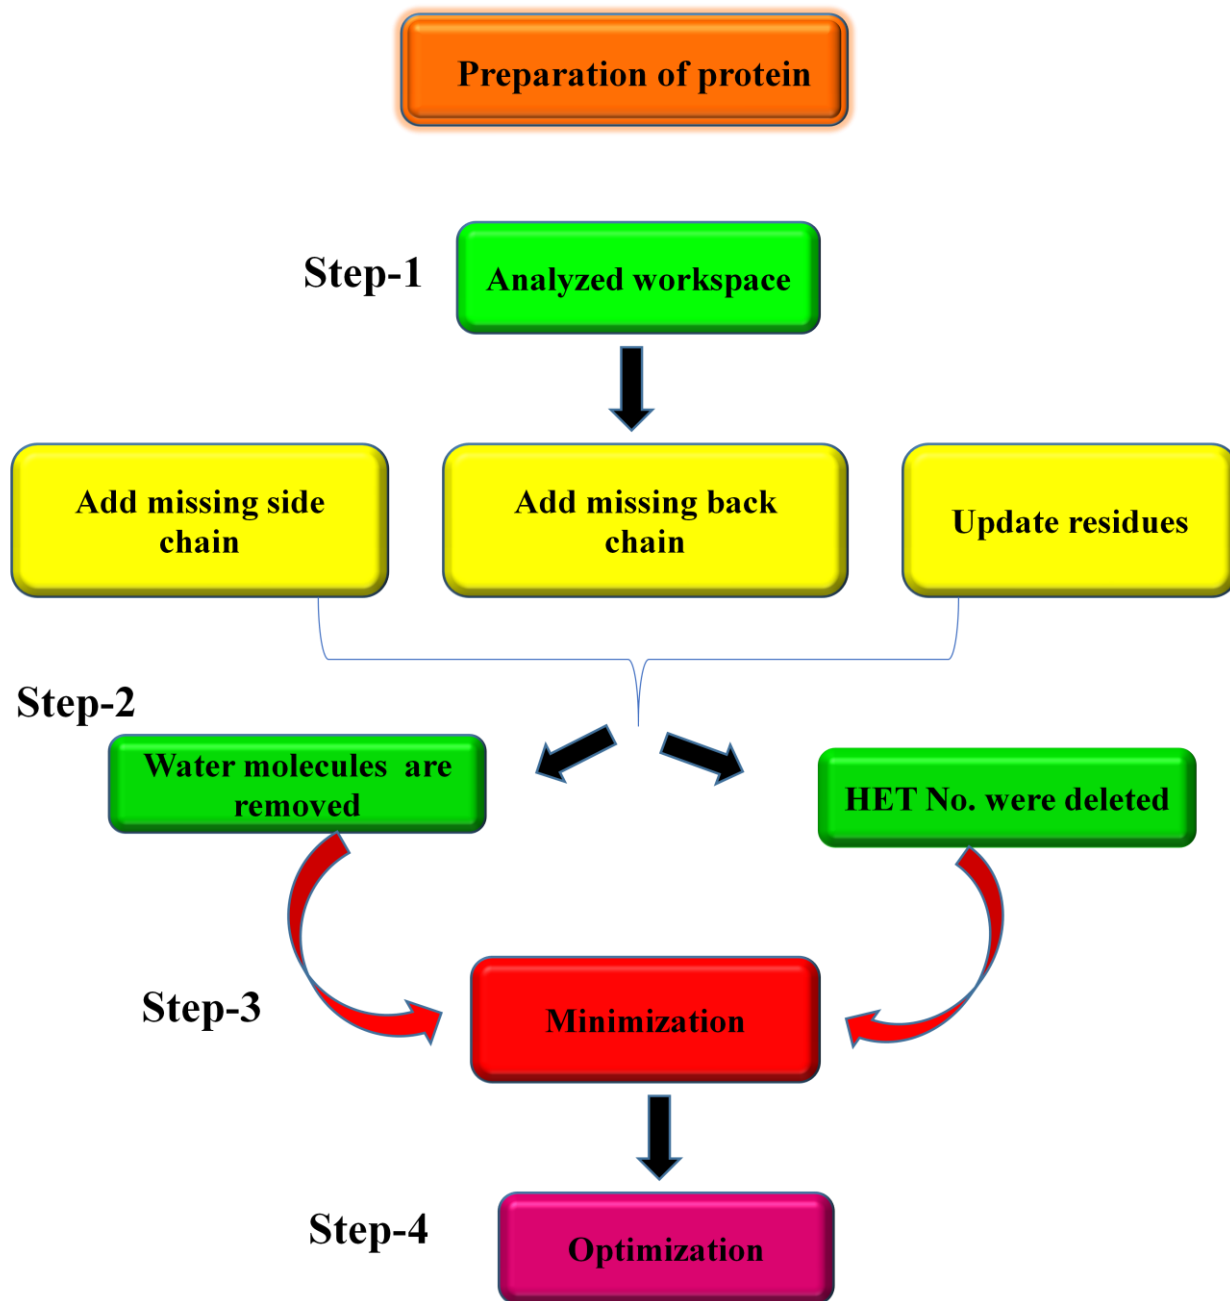 Preparation of protein
Step-1
Analyzed workspace
Add missing side
chain
Add missing back
chain
Update residues
Step-2
Water molecules are
removed
HET No. were deleted
Step-3
Minimization
Step-4
Optimization